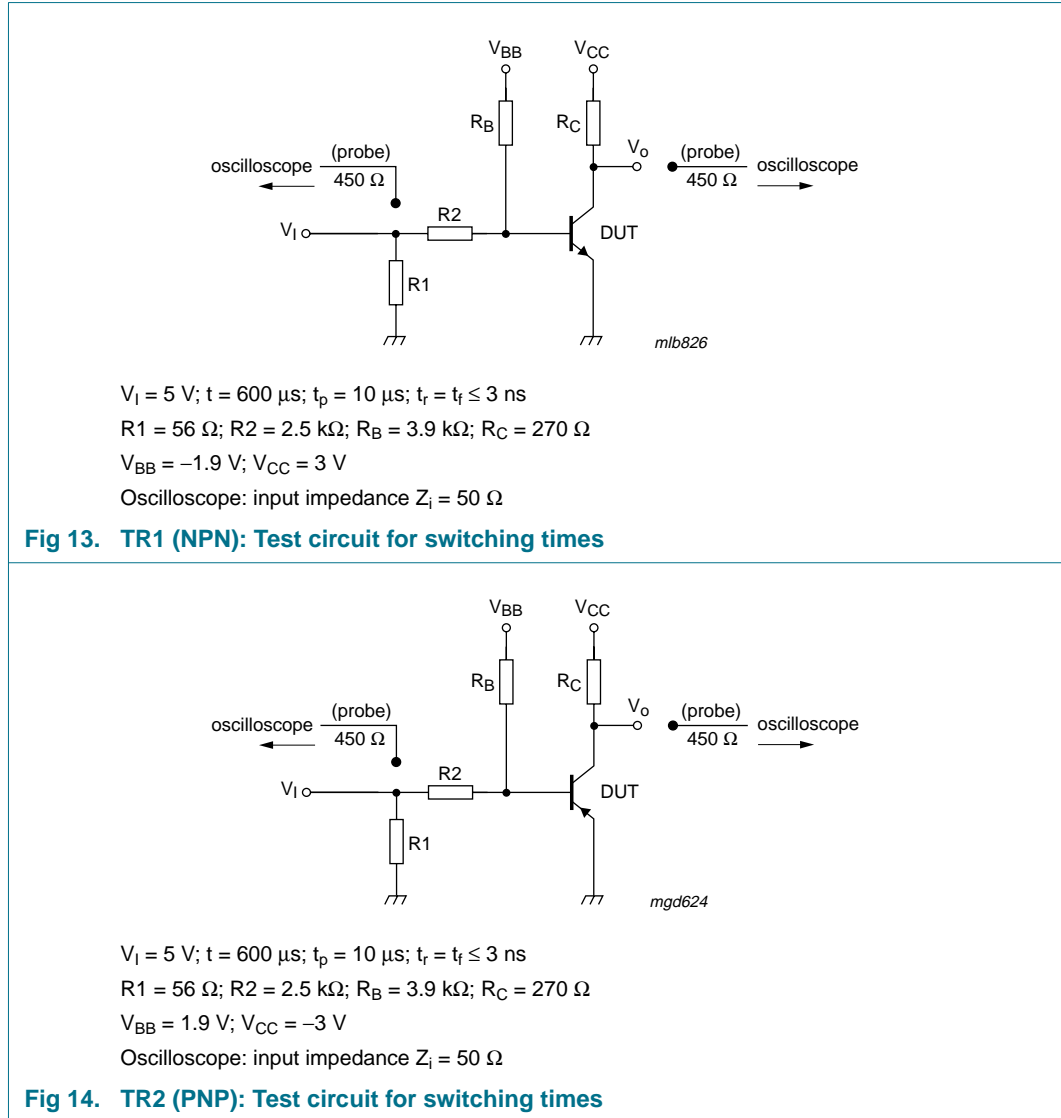 V_BB V_CC
R_B R_C
(probe) V_o (probe)
oscilloscope 450 Ω 450 Ω oscilloscope
R2
V_I DUT
R1
mlb826
V_I = 5 V; t = 600 μs; t_p = 10 μs; t_r = t_f ≤ 3 ns
R1 = 56 Ω; R2 = 2.5 kΩ; R_B = 3.9 kΩ; R_C = 270 Ω
V_BB = −1.9 V; V_CC = 3 V
Oscilloscope: input impedance Z_i = 50 Ω
Fig 13. TR1 (NPN): Test circuit for switching times
V_BB V_CC
R_B R_C
(probe) V_o (probe)
oscilloscope 450 Ω 450 Ω oscilloscope
R2
V_I DUT
R1
mgd624
V_I = 5 V; t = 600 μs; t_p = 10 μs; t_r = t_f ≤ 3 ns
R1 = 56 Ω; R2 = 2.5 kΩ; R_B = 3.9 kΩ; R_C = 270 Ω
V_BB = 1.9 V; V_CC = −3 V
Oscilloscope: input impedance Z_i = 50 Ω
Fig 14. TR2 (PNP): Test circuit for switching times